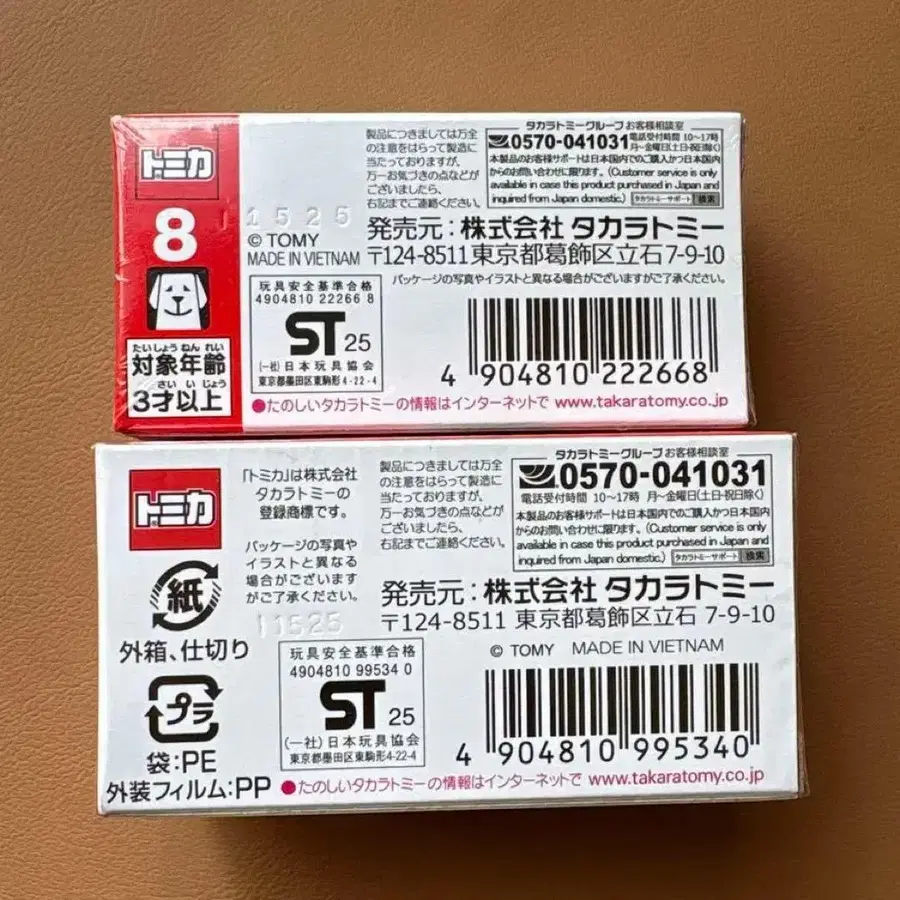 トミカ
8
たいしょうねんれい
対象年齢
さいいじょう
3才以上
1525
© TOMY
MADE IN VIETNAM
製品につきましては万全
の注意をはらって製造に
当たっておりますが、
万一お気づきの点などが
ございましたら、
右記までご連絡ください。
タカラトミーグループお客様相談室
0570-041031
電話受付時間 10〜17時
月〜金曜日(土日・祝日除く)
本製品のお客様サポートは日本国内でのご購入かつ日本国内
からのお問い合わせに限ります。(Customer service is only
available in case this product purchased in Japan and
inquired from Japan domestic.) タカラトミーサポート 検索
発売元:株式会社 タカラトミー
〒124-8511 東京都葛飾区立石 7-9-10
パッケージの写真やイラストと異なる場合がございますがご了承ください。
玩具安全基準合格
4904810 22266 8
ST 25
(一社)日本玩具協会
東京都墨田区東駒形4-22-4
4 904810 222668
●たのしいタカラトミーの情報はインターネットで www.takaratomy.co.jp
トミカ
「トミカ」は株式会社
タカラトミーの
登録商標です。
パッケージの写真や
イラストと異なる
場合がございます
がご了承ください。
11525
製品につきましては万全
の注意をはらって製造に
当たっておりますが、
万一お気づきの点などが
ございましたら、
右記までご連絡ください。
タカラトミーグループ お客様相談室
0570-041031
電話受付時間 10〜17時 月〜金曜日(土日・祝日除く)
本製品のお客様サポートは日本国内でのご購入かつ日本国内
からのお問い合わせに限ります。(Customer service is only
available in case this product purchased in Japan and
inquired from Japan domestic.) タカラトミーサポート 検索
発売元:株式会社 タカラトミー
〒124-8511 東京都葛飾区立石 7-9-10
© TOMY MADE IN VIETNAM
紙
外箱、仕切り
プラ
袋:PE
外装フィルム:PP
玩具安全基準合格
4904810 99534 0
ST 25
(一社)日本玩具協会
東京都墨田区東駒形4-22-4
4 904810 995340
●たのしいタカラトミーの情報はインターネットで www.takaratomy.co.jp